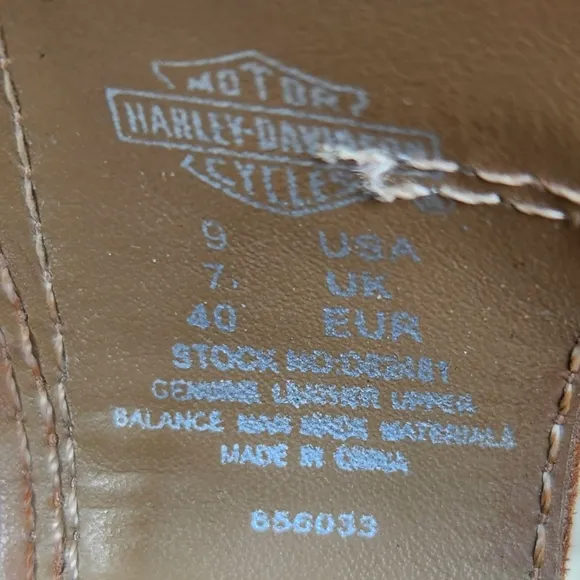 MOTOR
HARLEY-DAVIDSON
CYCLES
9 USA
7. UK
40 EUR
STOCK NO:
GENUINE LEATHER UPPER
BALANCE MAN MADE MATERIALS
MADE IN CHINA
856033